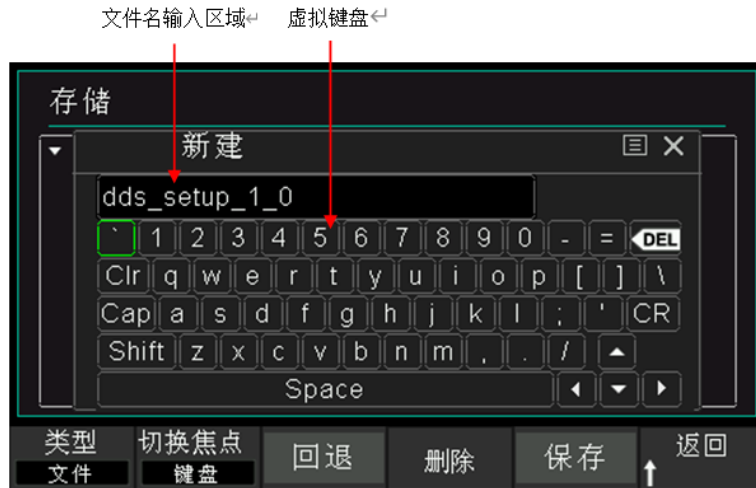 文件名输入区域↵ 虚拟键盘↵
存储
新建
dds_setup_1_0
` 1 2 3 4 5 6 7 8 9 0 - = DEL
Clr q w e r t y u i o p [ ] \
Cap a s d f g h j k l ; ' CR
Shift z x c v b n m , . /
Space
类型 切换焦点 回退 删除 保存 返回
文件 键盘